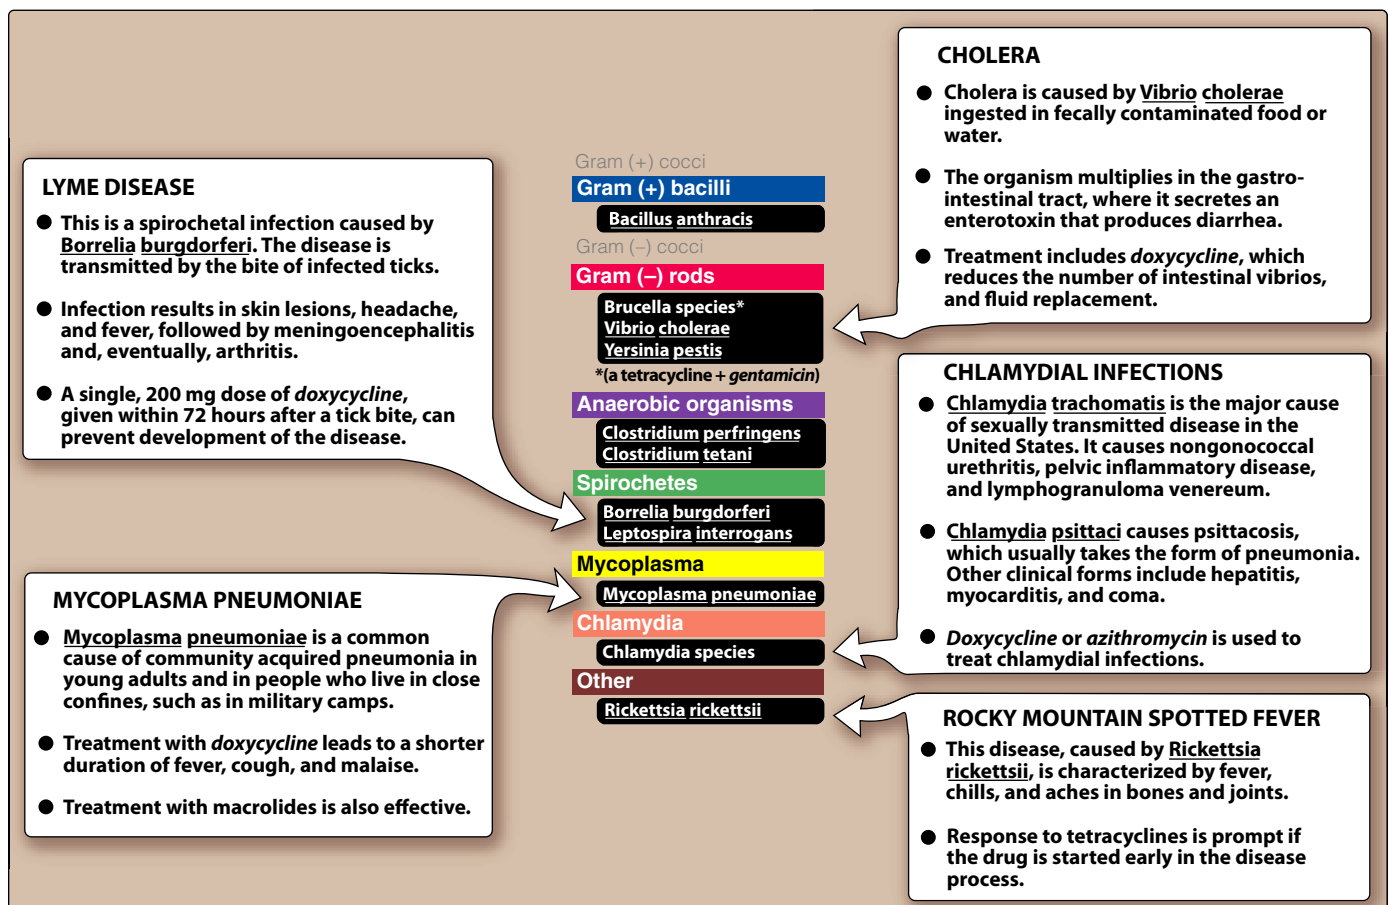 LYME DISEASE
● This is a spirochetal infection caused by
Borrelia burgdorferi. The disease is
transmitted by the bite of infected ticks.
● Infection results in skin lesions, headache,
and fever, followed by meningoencephalitis
and, eventually, arthritis.
● A single, 200 mg dose of doxycycline,
given within 72 hours after a tick bite, can
prevent development of the disease.
MYCOPLASMA PNEUMONIAE
● Mycoplasma pneumoniae is a common
cause of community acquired pneumonia in
young adults and in people who live in close
confines, such as in military camps.
● Treatment with doxycycline leads to a shorter
duration of fever, cough, and malaise.
● Treatment with macrolides is also effective.
Gram (+) cocci
Gram (+) bacilli
Bacillus anthracis
Gram (–) cocci
Gram (–) rods
Brucella species*
Vibrio cholerae
Yersinia pestis
*(a tetracycline + gentamicin)
Anaerobic organisms
Clostridium perfringens
Clostridium tetani
Spirochetes
Borrelia burgdorferi
Leptospira interrogans
Mycoplasma
Mycoplasma pneumoniae
Chlamydia
Chlamydia species
Other
Rickettsia rickettsii
CHOLERA
● Cholera is caused by Vibrio cholerae
ingested in fecally contaminated food or
water.
● The organism multiplies in the gastro-
intestinal tract, where it secretes an
enterotoxin that produces diarrhea.
● Treatment includes doxycycline, which
reduces the number of intestinal vibrios,
and fluid replacement.
CHLAMYDIAL INFECTIONS
● Chlamydia trachomatis is the major cause
of sexually transmitted disease in the
United States. It causes nongonococcal
urethritis, pelvic inflammatory disease,
and lymphogranuloma venereum.
● Chlamydia psittaci causes psittacosis,
which usually takes the form of pneumonia.
Other clinical forms include hepatitis,
myocarditis, and coma.
● Doxycycline or azithromycin is used to
treat chlamydial infections.
ROCKY MOUNTAIN SPOTTED FEVER
● This disease, caused by Rickettsia
rickettsii, is characterized by fever,
chills, and aches in bones and joints.
● Response to tetracyclines is prompt if
the drug is started early in the disease
process.